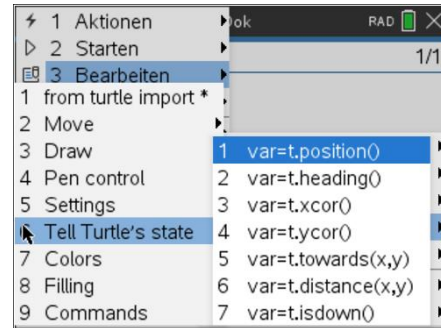 1 Aktionen
Dok
RAD
2 Starten
1/1
3 Bearbeiten
1 from turtle import *
2 Move
3 Draw
4 Pen control
5 Settings
Tell Turtle's state
7 Colors
8 Filling
9 Commands
1 var=t.position()
2 var=t.heading()
3 var=t.xcor()
4 var=t.ycor()
5 var=t.towards(x,y)
6 var=t.distance(x,y)
7 var=t.isdown()